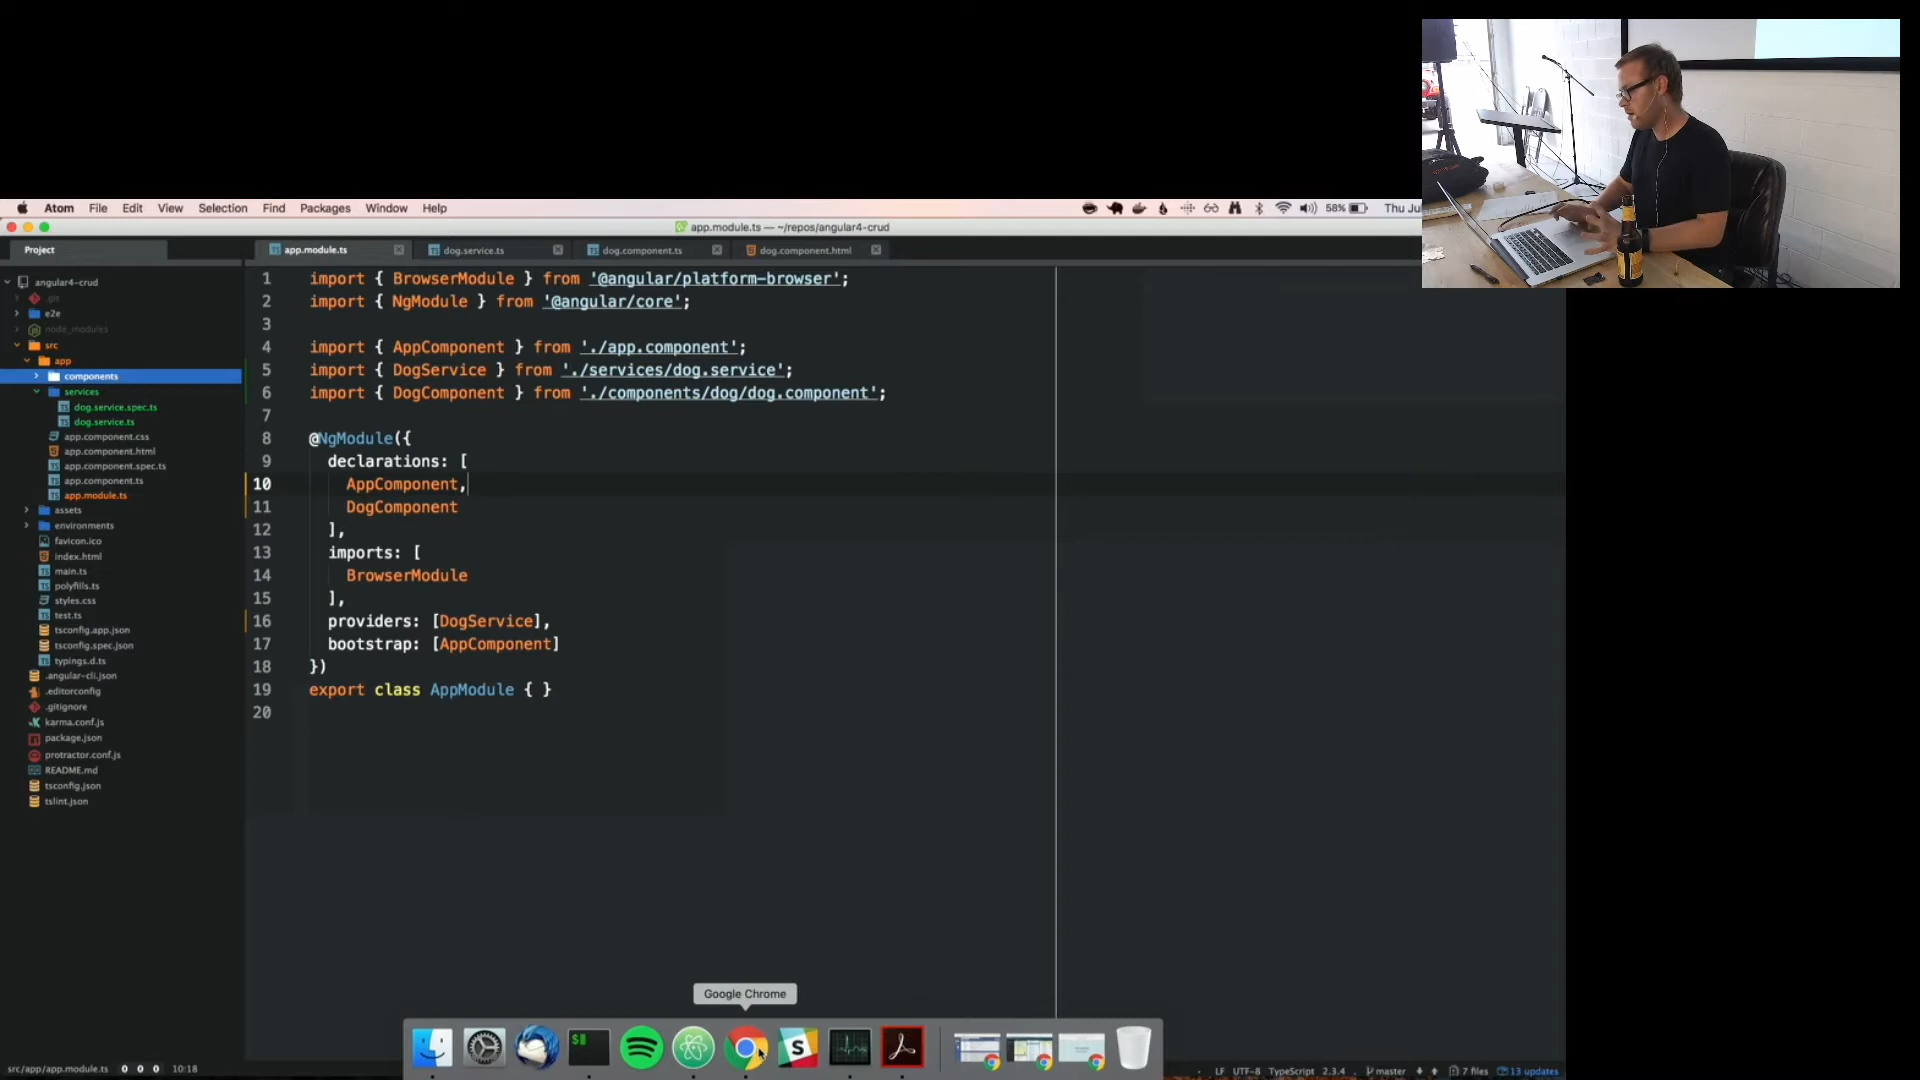 Atom File Edit View Selection Find Packages Window Help 58% Thu Ju
app.module.ts — ~/repos/angular4-crud
Project
app.module.ts dog.service.ts dog.component.ts dog.component.html
angular4-crud
.git
e2e
node_modules
src
app
components
services
dog.service.spec.ts
dog.service.ts
app.component.css
app.component.html
app.component.spec.ts
app.component.ts
app.module.ts
assets
environments
favicon.ico
index.html
main.ts
polyfills.ts
styles.css
test.ts
tsconfig.app.json
tsconfig.spec.json
typings.d.ts
.angular-cli.json
.editorconfig
.gitignore
karma.conf.js
package.json
protractor.conf.js
README.md
tsconfig.json
tslint.json
1 import { BrowserModule } from '@angular/platform-browser';
2 import { NgModule } from '@angular/core';
3
4 import { AppComponent } from './app.component';
5 import { DogService } from './services/dog.service';
6 import { DogComponent } from './components/dog/dog.component';
7
8 @NgModule({
9 declarations: [
10 AppComponent,
11 DogComponent
12 ],
13 imports: [
14 BrowserModule
15 ],
16 providers: [DogService],
17 bootstrap: [AppComponent]
18 })
19 export class AppModule { }
20
Google Chrome
src/app/app.module.ts 0 0 0 10:18 LF UTF-8 TypeScript 2.3.4 master 7 files 13 updates